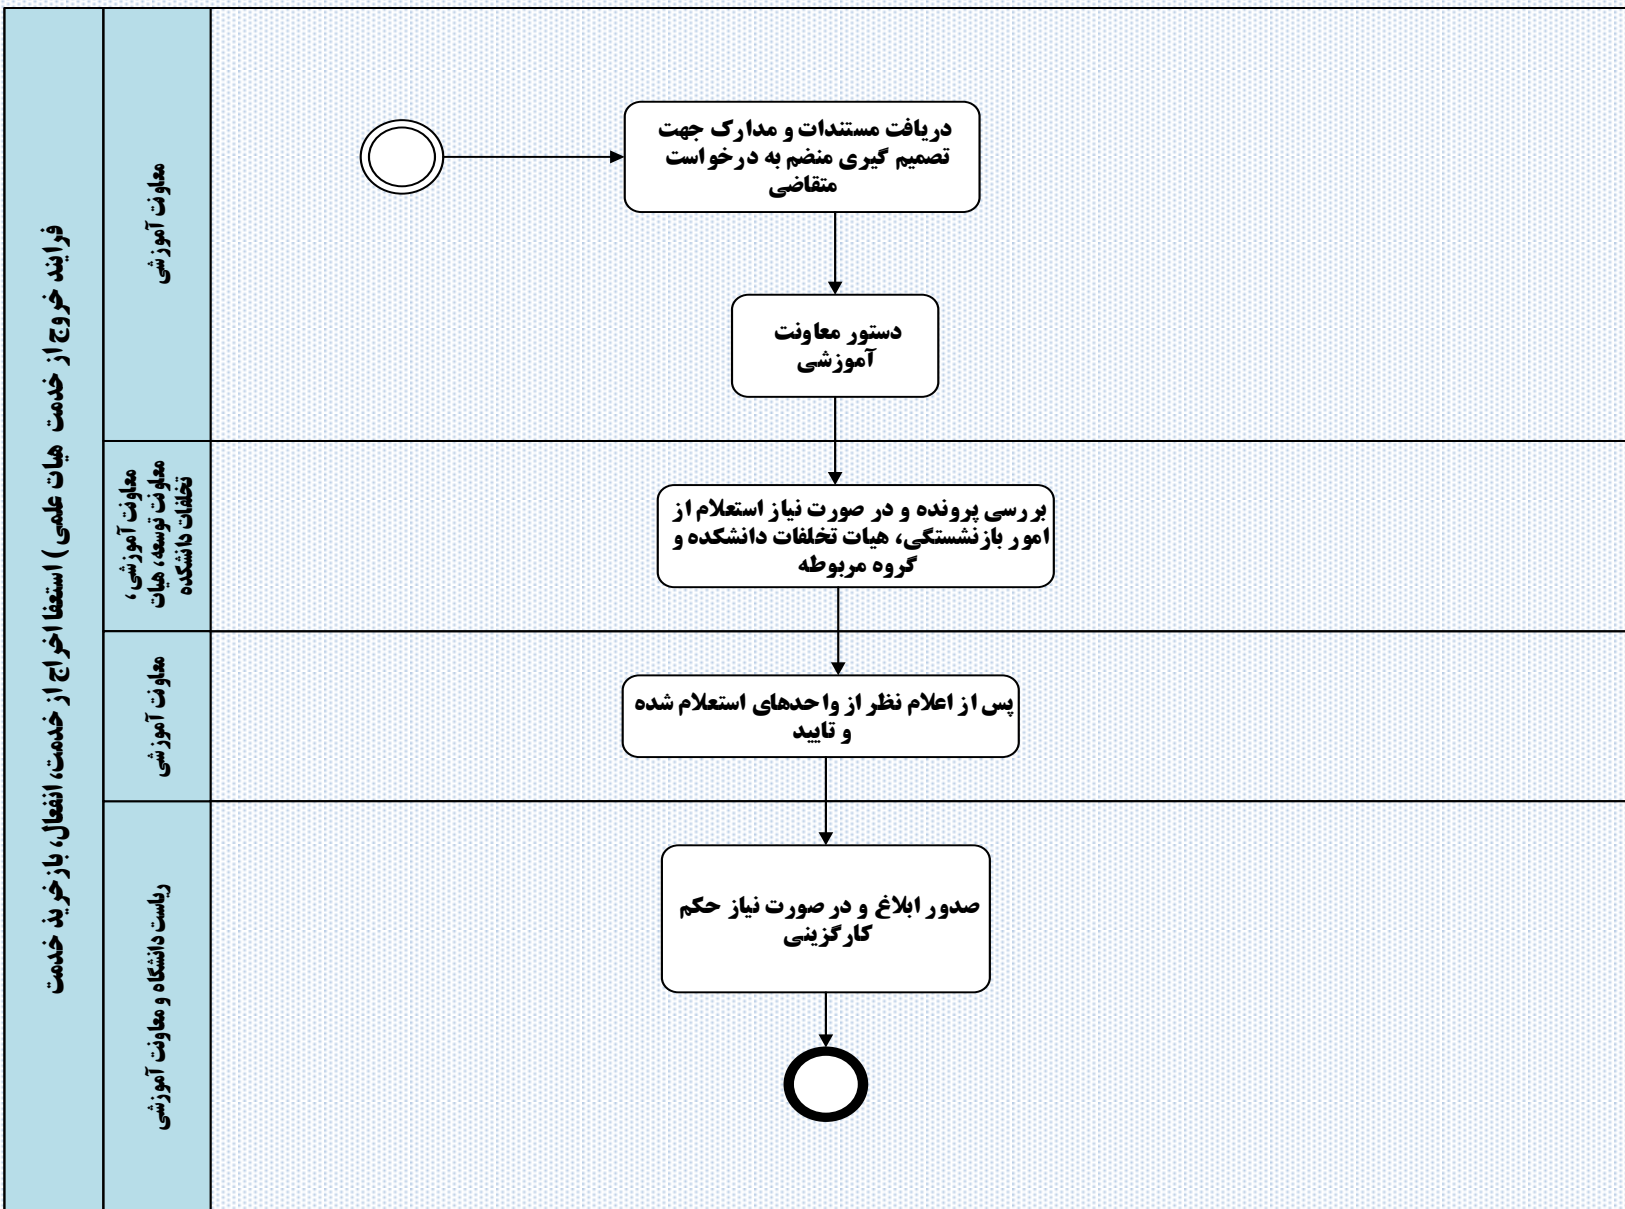 فرایند خروج از خدمت هیات علمی ) استعفا اخراج از خدمت، انفعال، بازخرید خدمت
معاونت آموزشی
دریافت مستندات و مدارک جهت
تصمیم گیری منضم به درخواست
متقاضی
دستور معاونت
آموزشی
معاونت آموزشی ،
معاونت توسعه، هیات
تخلفات دانشکده
بررسی پرونده و در صورت نیاز استعلام از
امور بازنشستگی، هیات تخلفات دانشکده و
گروه مربوطه
معاونت آموزشی
پس از اعلام نظر از واحدهای استعلام شده
و تایید
ریاست دانشگاه و معاونت آموزشی
صدور ابلاغ و در صورت نیاز حکم
کارگزینی